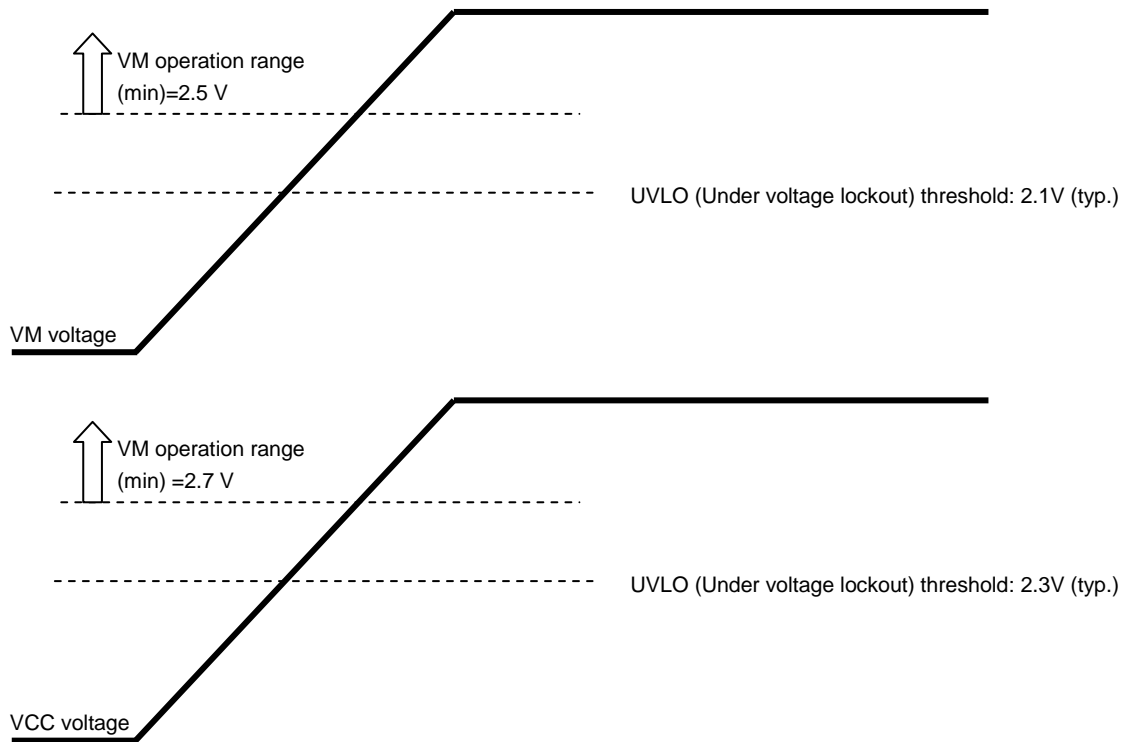 VM operation range
(min)=2.5 V
UVLO (Under voltage lockout) threshold: 2.1V (typ.)
VM voltage
VM operation range
(min) =2.7 V
UVLO (Under voltage lockout) threshold: 2.3V (typ.)
VCC voltage